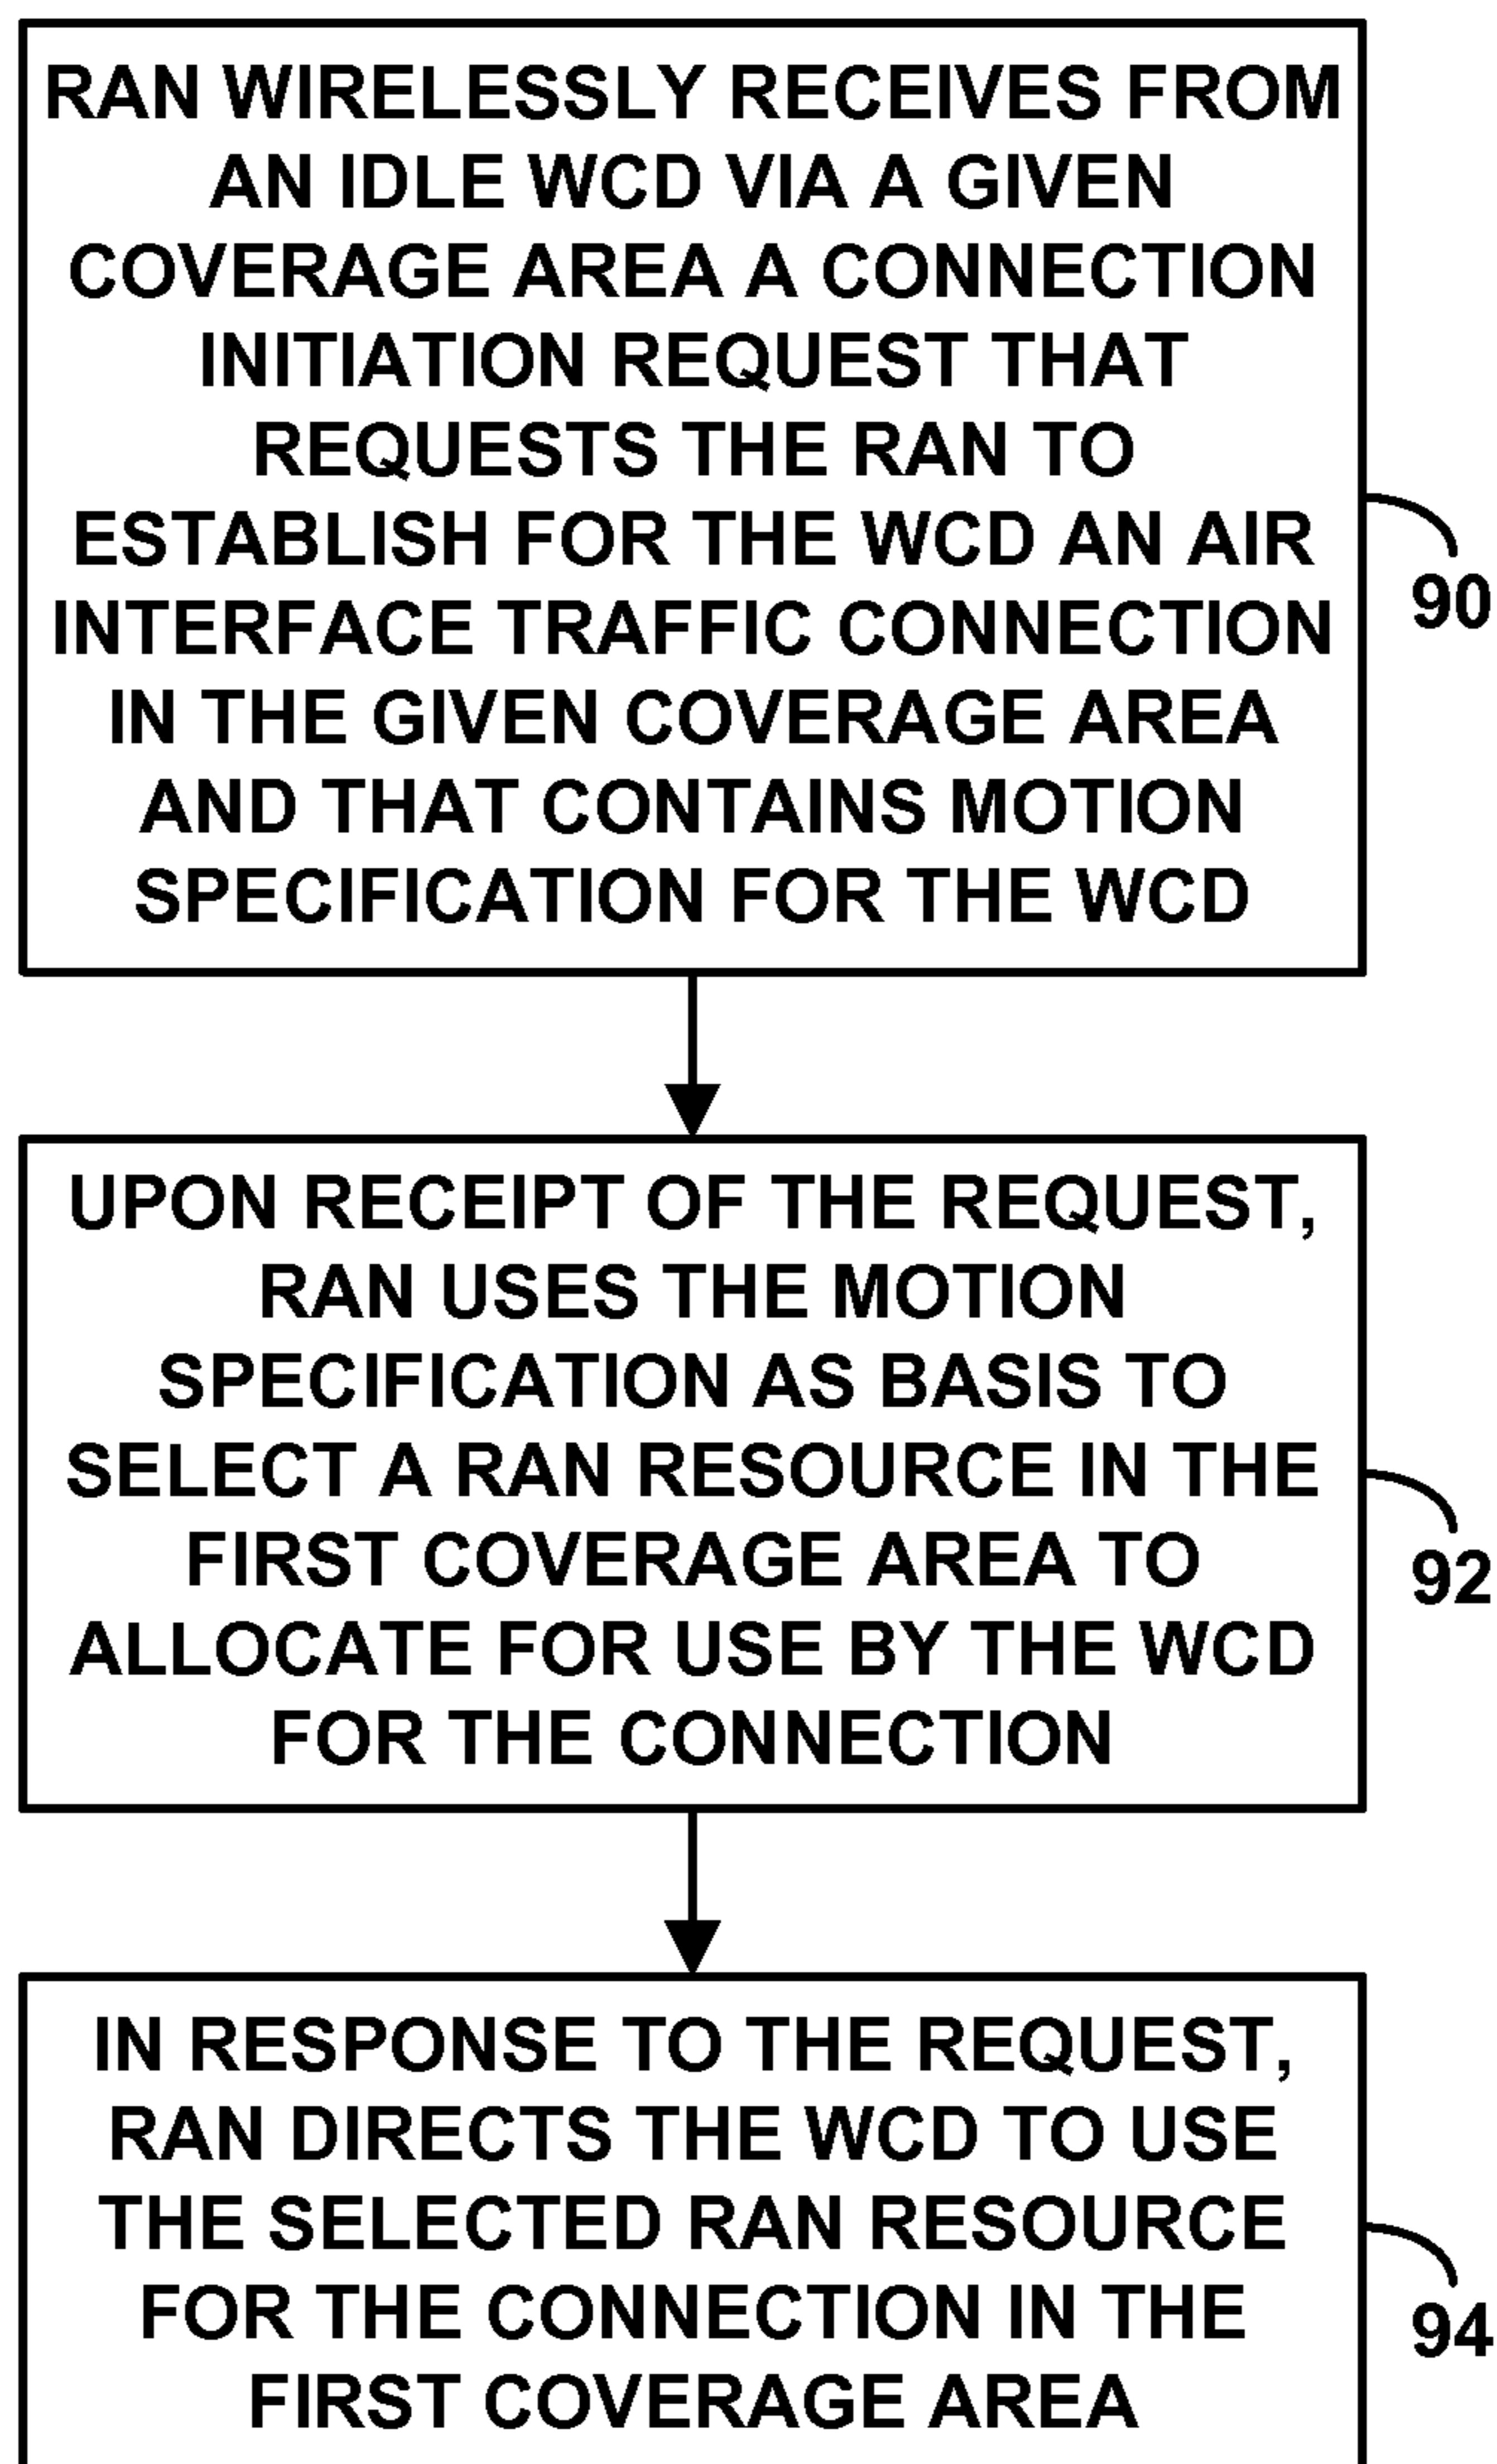 RAN WIRELESSLY RECEIVES FROM
AN IDLE WCD VIA A GIVEN
COVERAGE AREA A CONNECTION
INITIATION REQUEST THAT
REQUESTS THE RAN TO
ESTABLISH FOR THE WCD AN AIR
INTERFACE TRAFFIC CONNECTION
IN THE GIVEN COVERAGE AREA
AND THAT CONTAINS MOTION
SPECIFICATION FOR THE WCD
90
UPON RECEIPT OF THE REQUEST,
RAN USES THE MOTION
SPECIFICATION AS BASIS TO
SELECT A RAN RESOURCE IN THE
FIRST COVERAGE AREA TO
ALLOCATE FOR USE BY THE WCD
FOR THE CONNECTION
92
IN RESPONSE TO THE REQUEST,
RAN DIRECTS THE WCD TO USE
THE SELECTED RAN RESOURCE
FOR THE CONNECTION IN THE
FIRST COVERAGE AREA
94